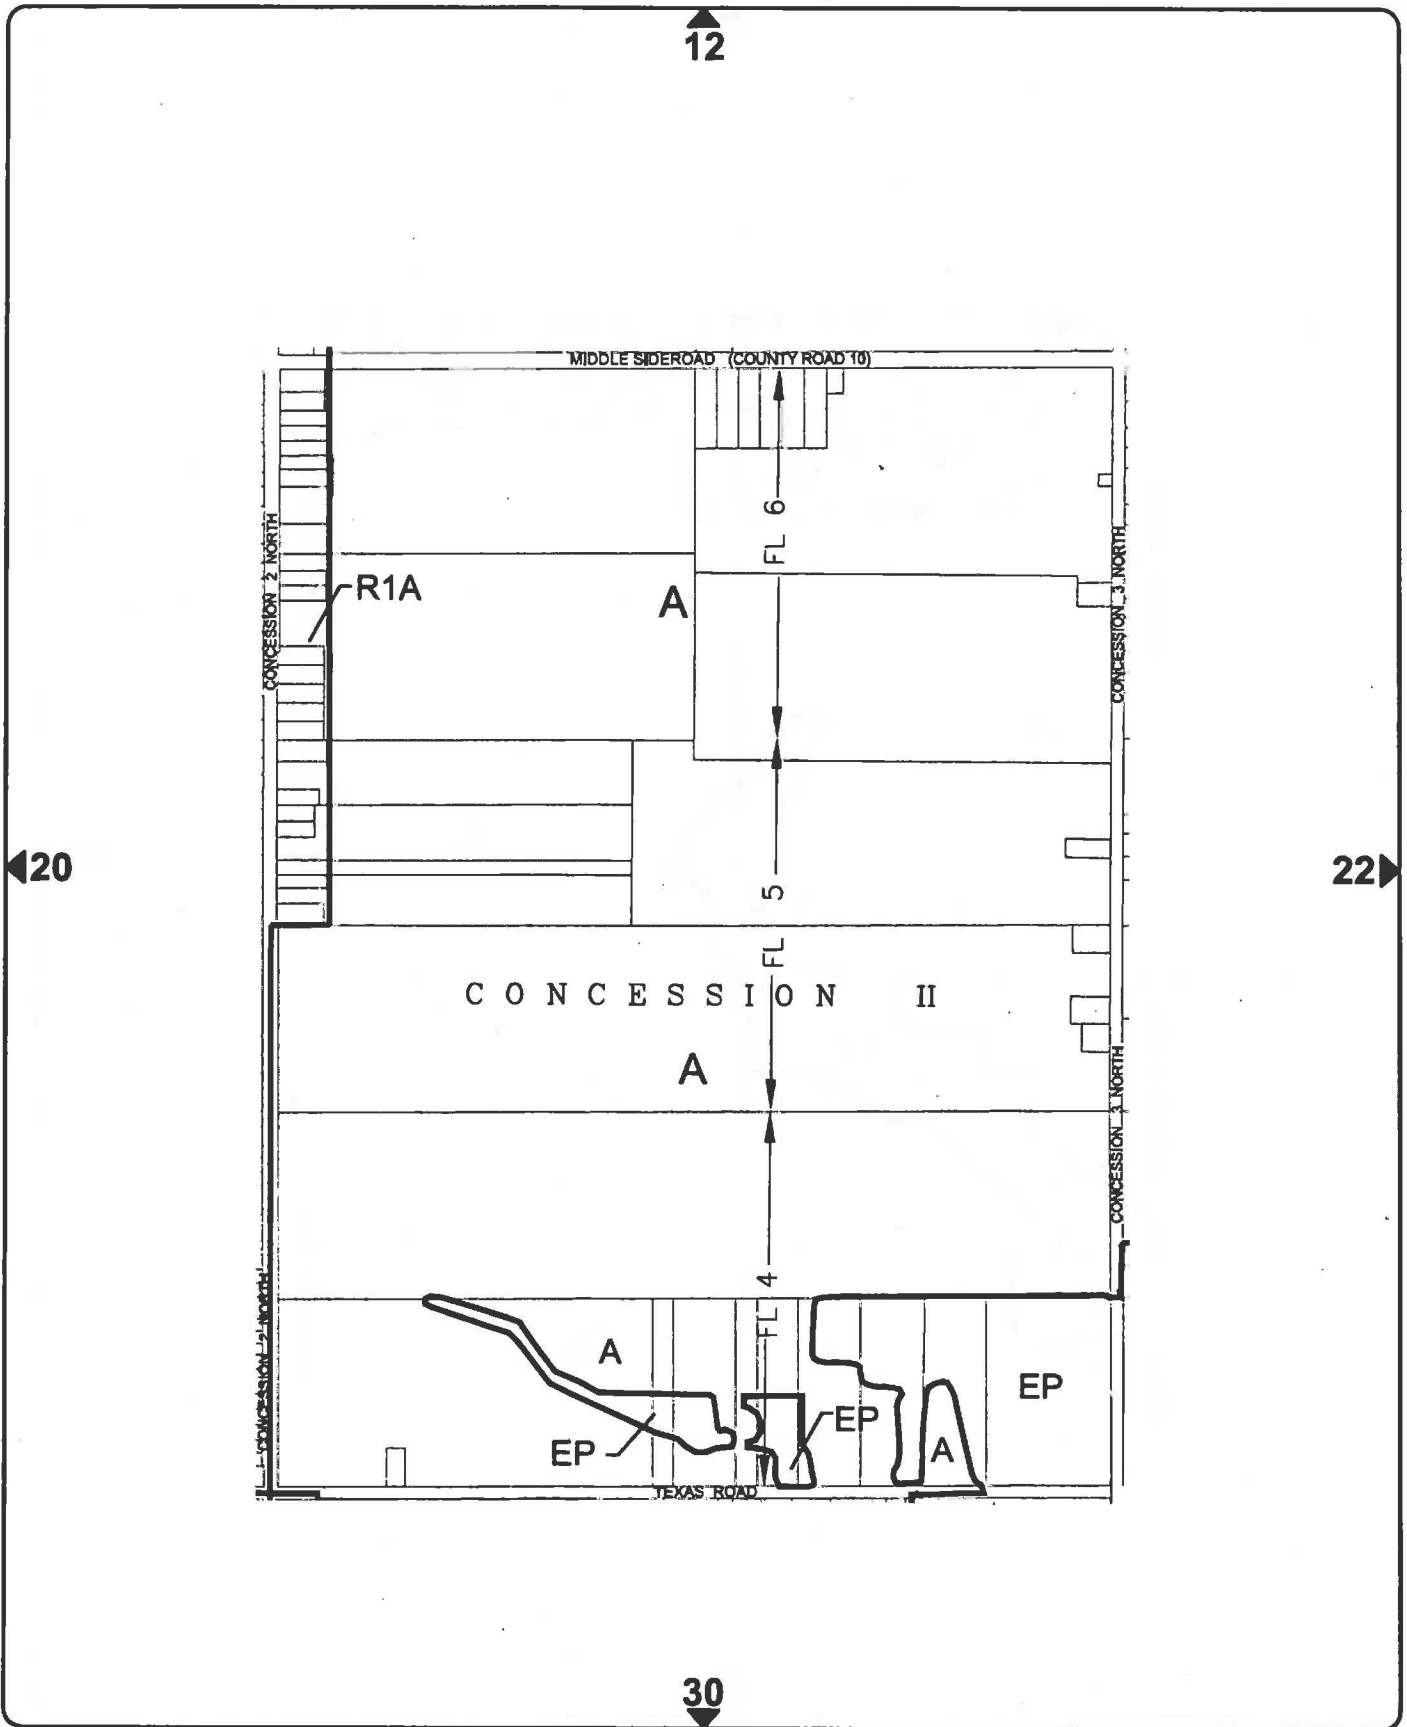 12
MIDDLE SIDEROAD (COUNTY ROAD 10)
CONCESSION 2 NORTH
CONCESSION 3 NORTH
FL 6
R1A
A
20
22
FL 5
CONCESSION II
A
CONCESSION 3 NORTH
CONCESSION 2 NORTH
FL 4
A
EP
EP
EP
A
TEXAS ROAD
30